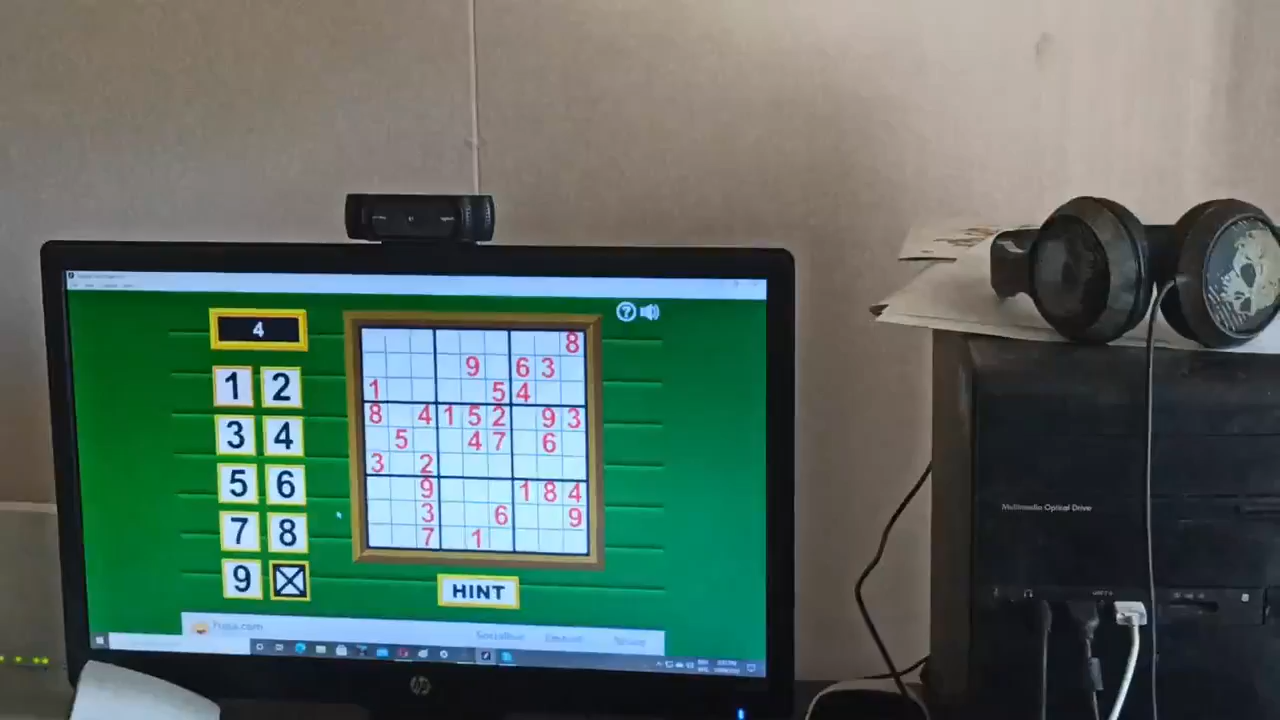 4
1 2
3 4
5 6
7 8
9
8
9 6 3
1 5 4
8 4 1 5 2 9 3
5 4 7 6
3 2
9 1 8 4
3 6 9
7 1
HINT
?
hp
Multimedia Optical Drive